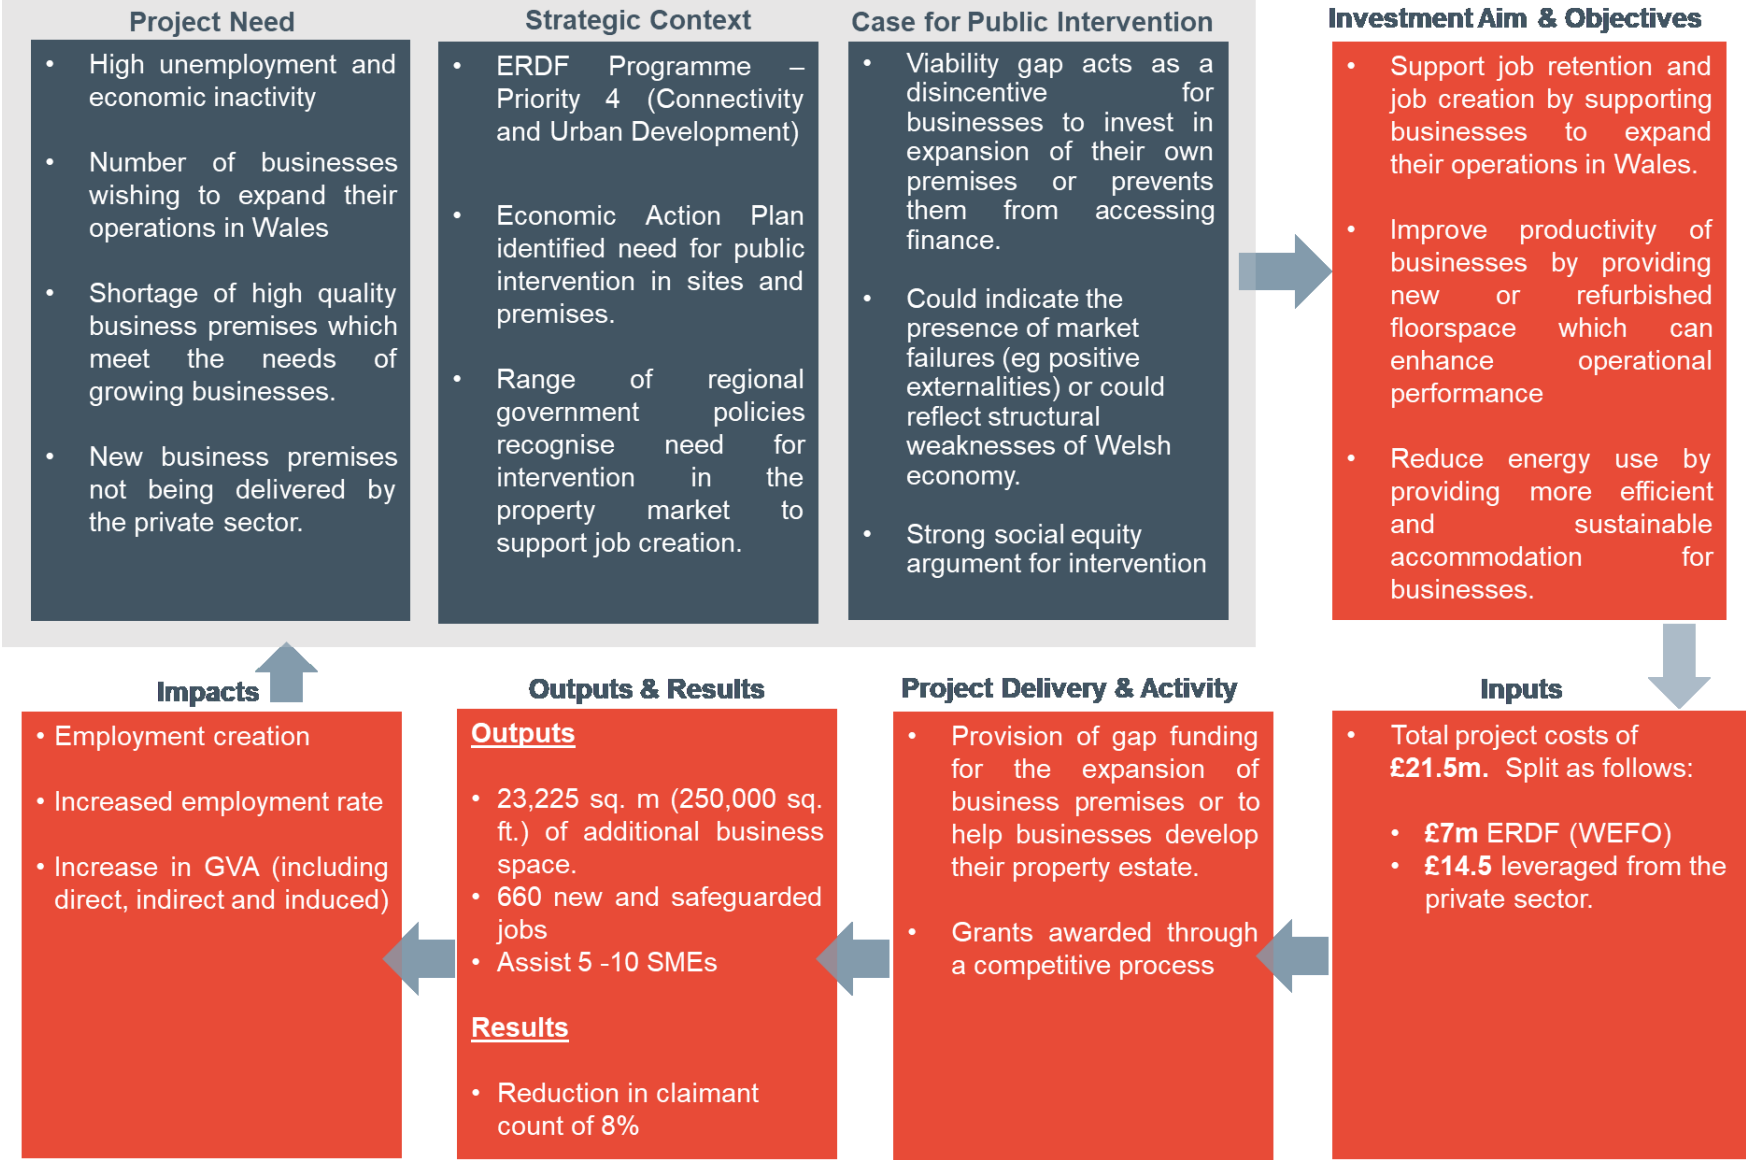 Project Need
• High unemployment and
economic inactivity
• Number of businesses
wishing to expand their
operations in Wales
• Shortage of high quality
business premises which
meet the needs of
growing businesses.
• New business premises
not being delivered by
the private sector.
Strategic Context
• ERDF Programme –
Priority 4 (Connectivity
and Urban Development)
• Economic Action Plan
identified need for public
intervention in sites and
premises.
• Range of regional
government policies
recognise need for
intervention in the
property market to
support job creation.
Case for Public Intervention
• Viability gap acts as a
disincentive for
businesses to invest in
expansion of their own
premises or prevents
them from accessing
finance.
• Could indicate the
presence of market
failures (eg positive
externalities) or could
reflect structural
weaknesses of Welsh
economy.
• Strong social equity
argument for intervention
Investment Aim & Objectives
• Support job retention and
job creation by supporting
businesses to expand
their operations in Wales.
• Improve productivity of
businesses by providing
new or refurbished
floorspace which can
enhance operational
performance
• Reduce energy use by
providing more efficient
and sustainable
accommodation for
businesses.
Inputs
• Total project costs of
£21.5m. Split as follows:
• £7m ERDF (WEFO)
• £14.5 leveraged from the
private sector.
Project Delivery & Activity
• Provision of gap funding
for the expansion of
business premises or to
help businesses develop
their property estate.
• Grants awarded through
a competitive process
Outputs & Results
Outputs
• 23,225 sq. m (250,000 sq.
ft.) of additional business
space.
• 660 new and safeguarded
jobs
• Assist 5 -10 SMEs
Results
• Reduction in claimant
count of 8%
Impacts
• Employment creation
• Increased employment rate
• Increase in GVA (including
direct, indirect and induced)